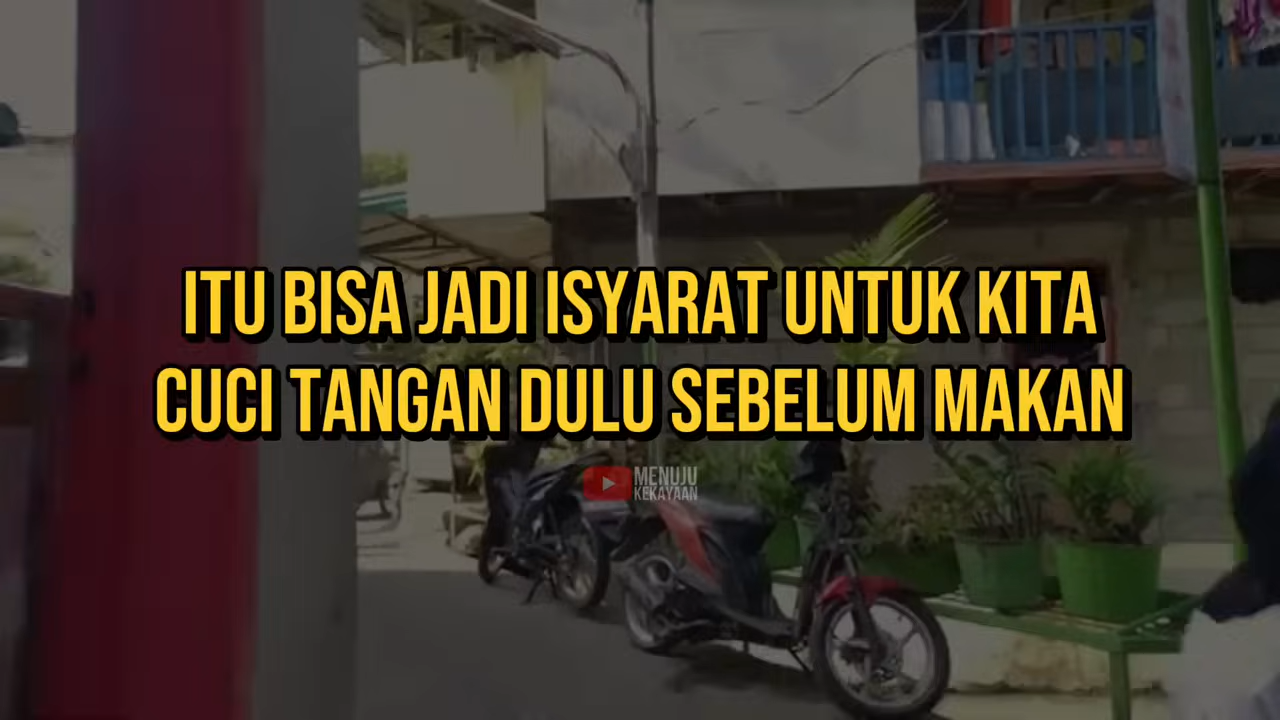 ITU BISA JADI ISYARAT UNTUK KITA
CUCI TANGAN DULU SEBELUM MAKAN
MENUJU
KEKAYAAN